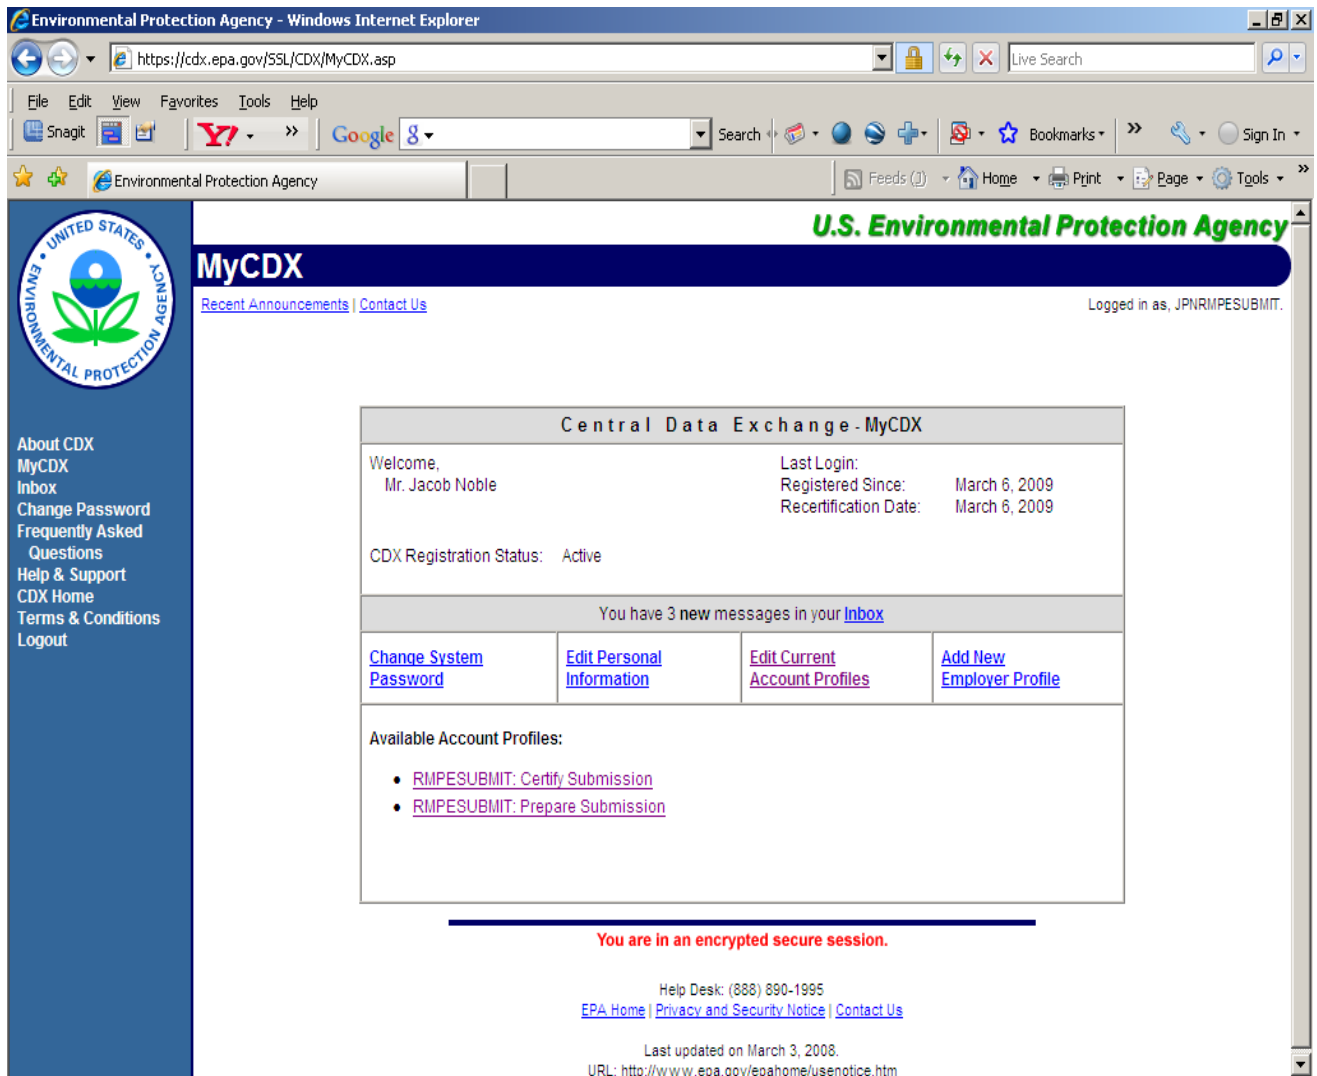 Environmental Protection Agency - Windows Internet Explorer
https://cdx.epa.gov/SSL/CDX/MyCDX.asp
Live Search
File Edit View Favorites Tools Help
Snagit Y! » Google g Search Bookmarks » Sign In
Environmental Protection Agency Feeds (J) Home Print Page Tools »
UNITED STATES • ENVIRONMENTAL PROTECTION AGENCY •
U.S. Environmental Protection Agency
MyCDX
Recent Announcements | Contact Us
Logged in as, JPNRMPESUBMIT.
About CDX
MyCDX
Inbox
Change Password
Frequently Asked
Questions
Help & Support
CDX Home
Terms & Conditions
Logout
Central Data Exchange - MyCDX
Welcome,
Mr. Jacob Noble
Last Login:
Registered Since: March 6, 2009
Recertification Date: March 6, 2009
CDX Registration Status: Active
You have 3 new messages in your Inbox
Change System
Password
Edit Personal
Information
Edit Current
Account Profiles
Add New
Employer Profile
Available Account Profiles:
• RMPESUBMIT: Certify Submission
• RMPESUBMIT: Prepare Submission
You are in an encrypted secure session.
Help Desk: (888) 890-1995
EPA Home | Privacy and Security Notice | Contact Us
Last updated on March 3, 2008.
URL: http://www.epa.gov/epahome/usenotice.htm